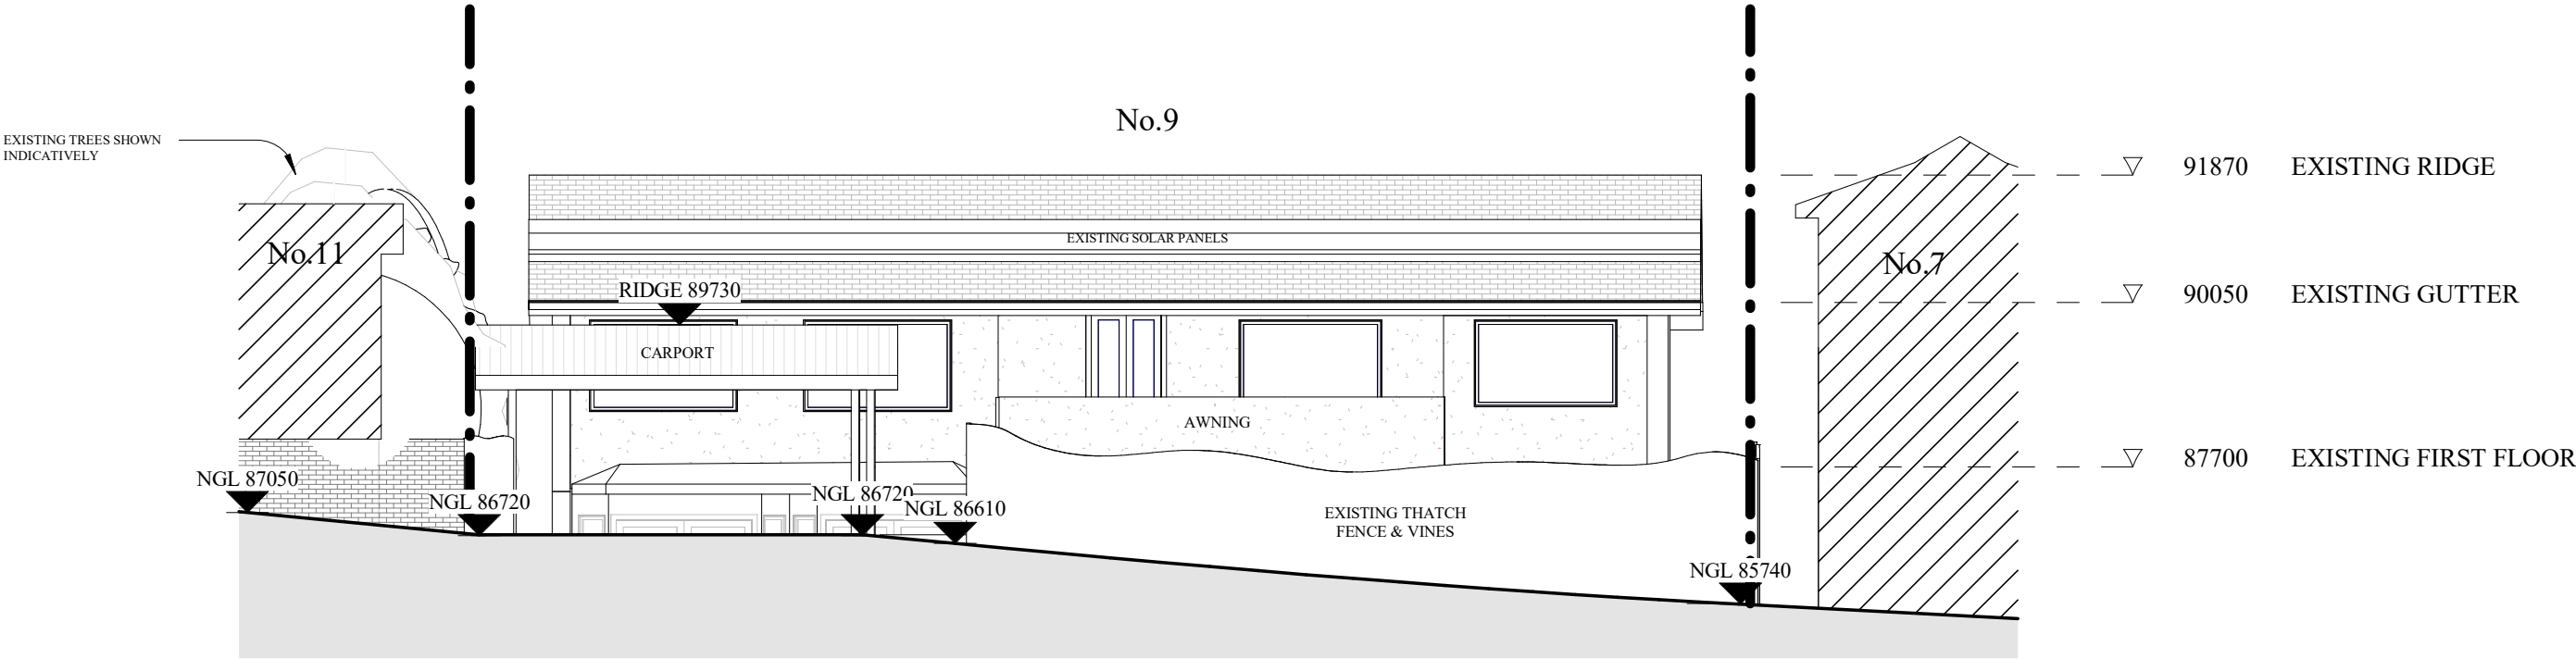 No.9
EXISTING TREES SHOWN
INDICATIVELY
91870 EXISTING RIDGE
EXISTING SOLAR PANELS
No.11
No.7
RIDGE 89730
90050 EXISTING GUTTER
CARPORT
AWNING
87700 EXISTING FIRST FLOOR
NGL 87050
NGL 86720
NGL 86720
NGL 86610
EXISTING THATCH
FENCE & VINES
NGL 85740